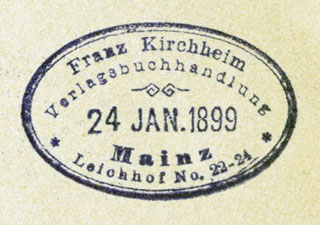 Franz Kirchheim
Verlagsbuchhandlung
24 JAN. 1899
Mainz
* Leichhof No. 22-24 *